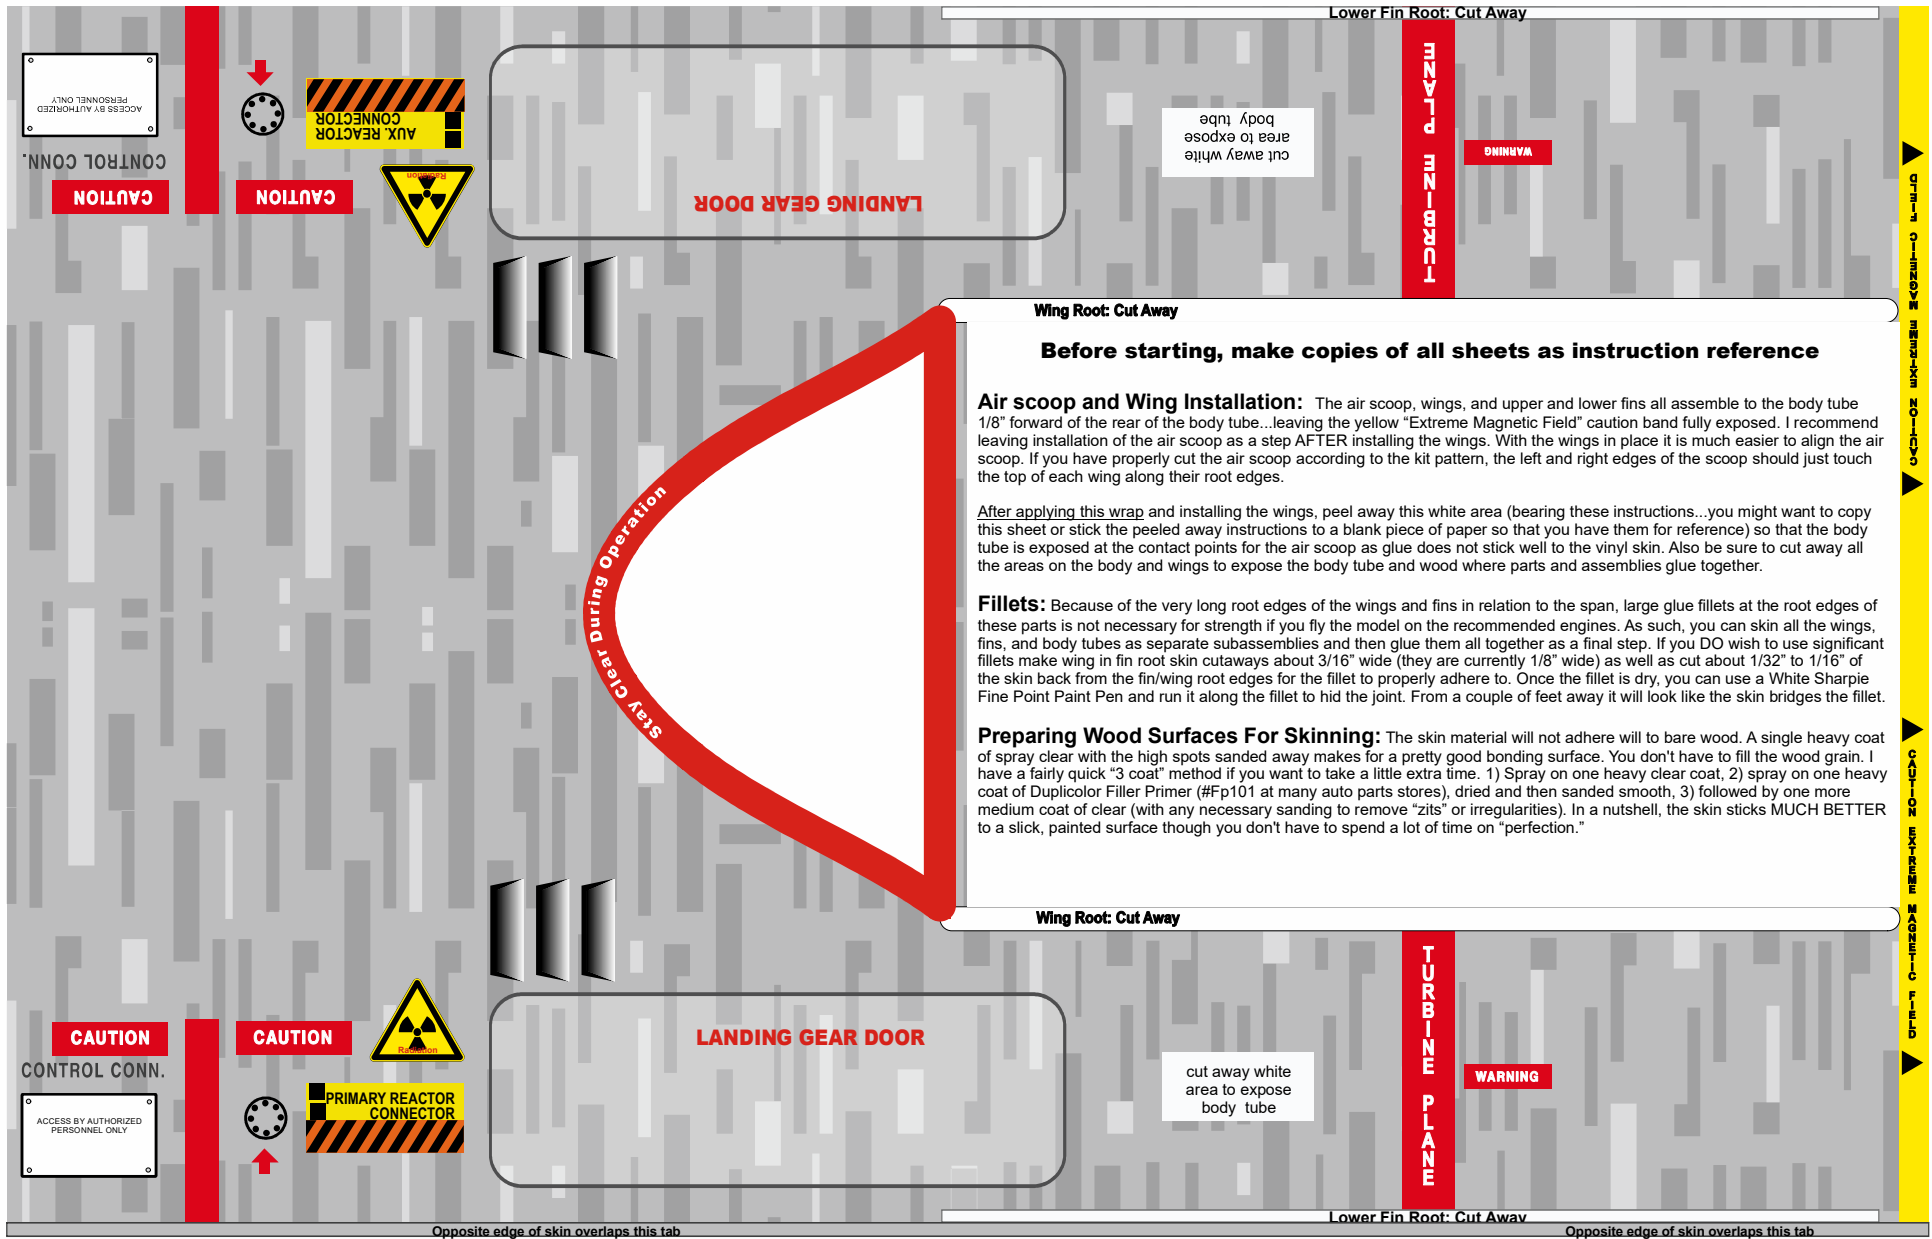 Lower Fin Root: Cut Away
ACCESS BY AUTHORIZED
PERSONNEL ONLY
CONTROL CONN.
CAUTION
CAUTION
AUX. REACTOR
CONNECTOR
Radiation
LANDING GEAR DOOR
cut away white
area to expose
body tube
TURBINE PLANE
WARNING
CAUTION EXTREME MAGNETIC FIELD
Wing Root: Cut Away
Before starting, make copies of all sheets as instruction reference
Air scoop and Wing Installation: The air scoop, wings, and upper and lower fins all assemble to the body tube
1/8” forward of the rear of the body tube...leaving the yellow “Extreme Magnetic Field” caution band fully exposed. I recommend
leaving installation of the air scoop as a step AFTER installing the wings. With the wings in place it is much easier to align the air
scoop. If you have properly cut the air scoop according to the kit pattern, the left and right edges of the scoop should just touch
the top of each wing along their root edges.
After applying this wrap and installing the wings, peel away this white area (bearing these instructions...you might want to copy
this sheet or stick the peeled away instructions to a blank piece of paper so that you have them for reference) so that the body
tube is exposed at the contact points for the air scoop as glue does not stick well to the vinyl skin. Also be sure to cut away all
the areas on the body and wings to expose the body tube and wood where parts and assemblies glue together.
Fillets: Because of the very long root edges of the wings and fins in relation to the span, large glue fillets at the root edges of
these parts is not necessary for strength if you fly the model on the recommended engines. As such, you can skin all the wings,
fins, and body tubes as separate subassemblies and then glue them all together as a final step. If you DO wish to use significant
fillets make wing in fin root skin cutaways about 3/16” wide (they are currently 1/8” wide) as well as cut about 1/32” to 1/16” of
the skin back from the fin/wing root edges for the fillet to properly adhere to. Once the fillet is dry, you can use a White Sharpie
Fine Point Paint Pen and run it along the fillet to hid the joint. From a couple of feet away it will look like the skin bridges the fillet.
Preparing Wood Surfaces For Skinning: The skin material will not adhere will to bare wood. A single heavy coat
of spray clear with the high spots sanded away makes for a pretty good bonding surface. You don't have to fill the wood grain. I
have a fairly quick “3 coat” method if you want to take a little extra time. 1) Spray on one heavy clear coat, 2) spray on one heavy
coat of Duplicolor Filler Primer (#Fp101 at many auto parts stores), dried and then sanded smooth, 3) followed by one more
medium coat of clear (with any necessary sanding to remove “zits” or irregularities). In a nutshell, the skin sticks MUCH BETTER
to a slick, painted surface though you don't have to spend a lot of time on “perfection.”
Stay Clear During Operation
Wing Root: Cut Away
CAUTION EXTREME MAGNETIC FIELD
TURBINE PLANE
WARNING
cut away white
area to expose
body tube
LANDING GEAR DOOR
Radiation
CAUTION
CAUTION
CONTROL CONN.
ACCESS BY AUTHORIZED
PERSONNEL ONLY
PRIMARY REACTOR
CONNECTOR
Lower Fin Root: Cut Away
Opposite edge of skin overlaps this tab
Opposite edge of skin overlaps this tab